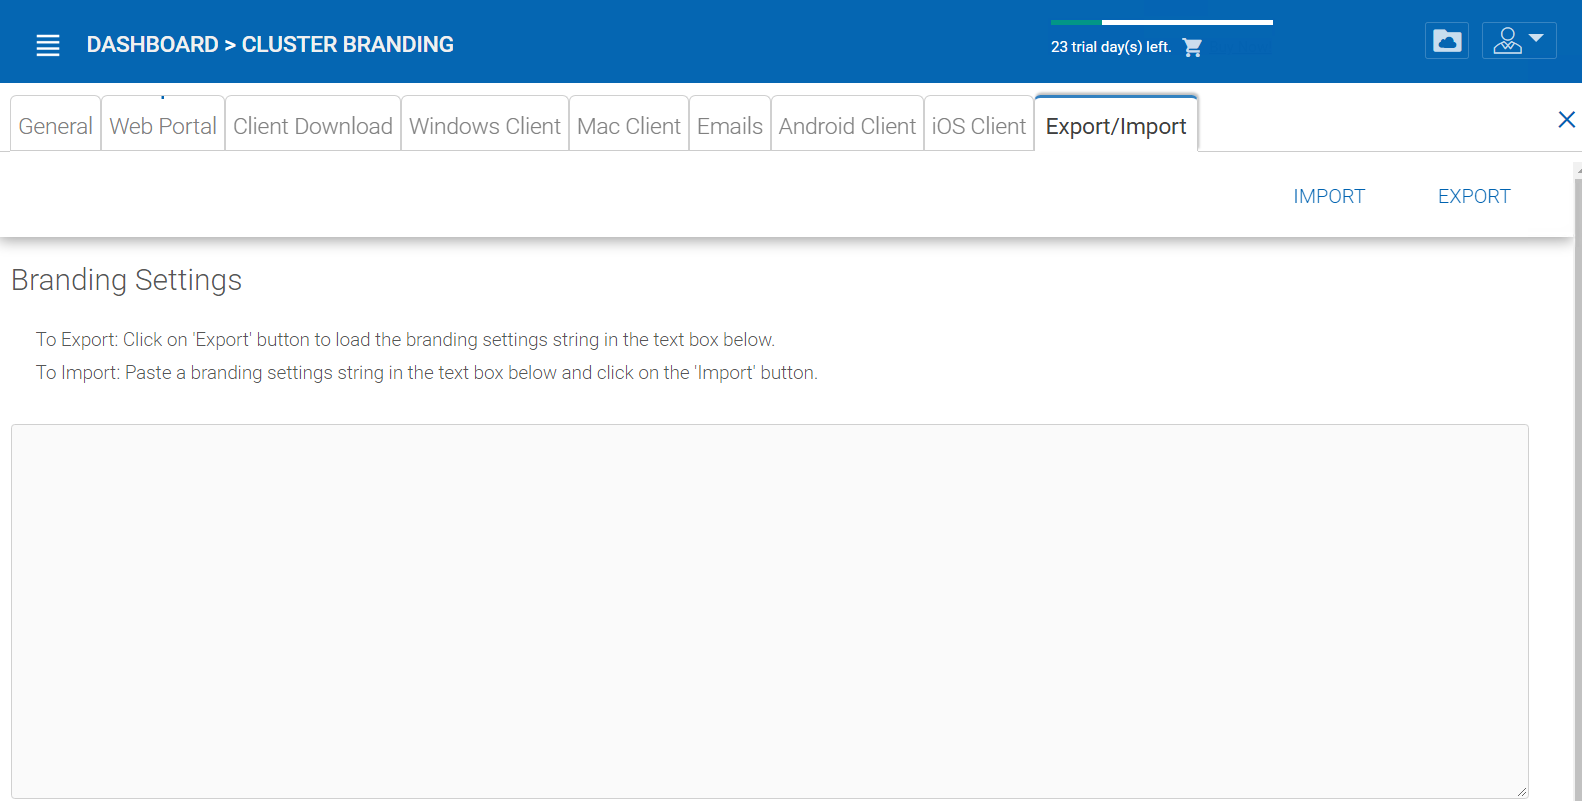 DASHBOARD > CLUSTER BRANDING
23 trial day(s) left.
General
Web Portal
Client Download
Windows Client
Mac Client
Emails
Android Client
iOS Client
Export/Import
IMPORT
EXPORT
Branding Settings
To Export: Click on 'Export' button to load the branding settings string in the text box below.
To Import: Paste a branding settings string in the text box below and click on the 'Import' button.